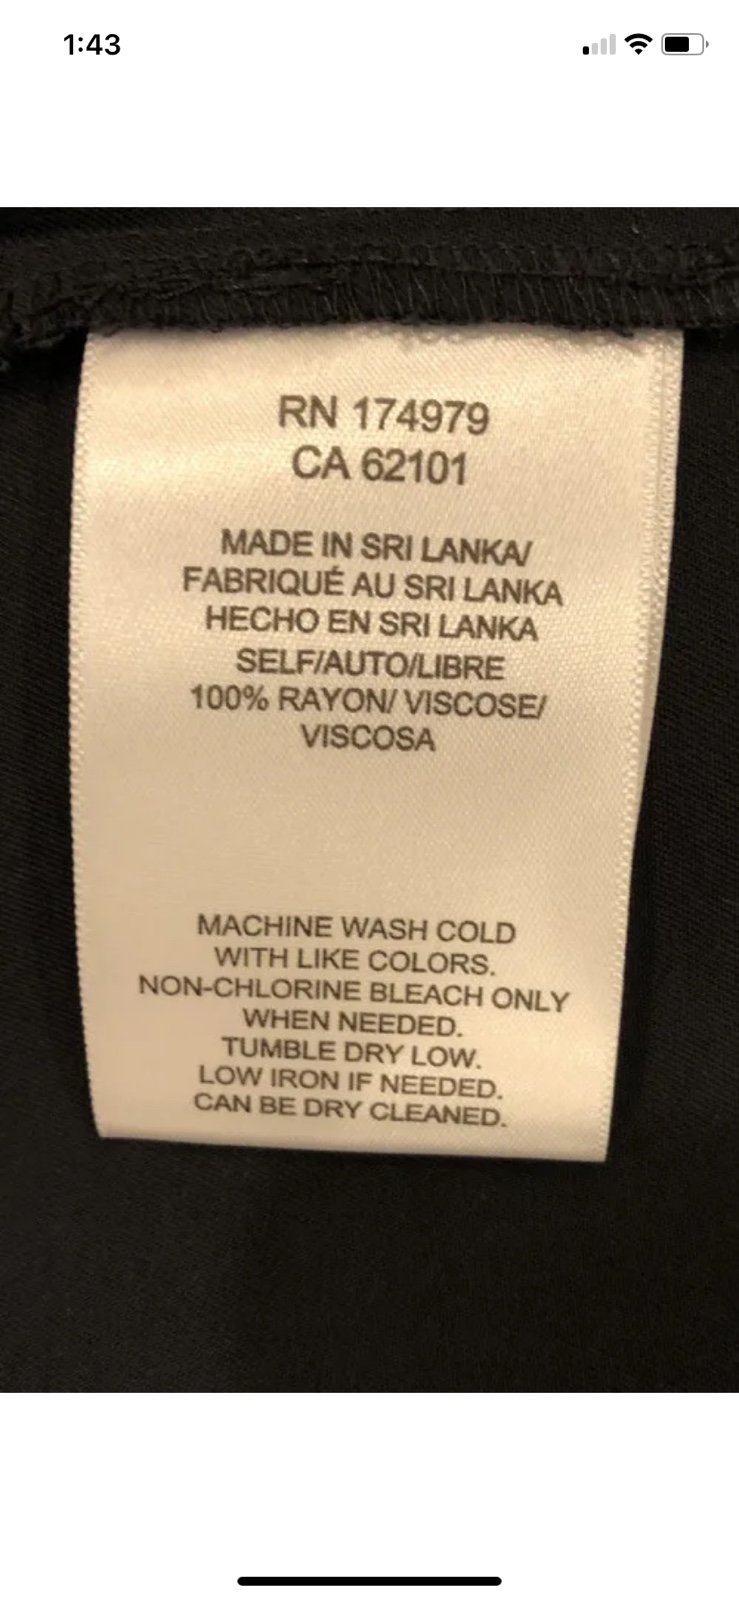 1:43
RN 174979
CA 62101
MADE IN SRI LANKA/
FABRIQUÉ AU SRI LANKA
HECHO EN SRI LANKA
SELF/AUTO/LIBRE
100% RAYON/ VISCOSE/
VISCOSA
MACHINE WASH COLD
WITH LIKE COLORS.
NON-CHLORINE BLEACH ONLY
WHEN NEEDED.
TUMBLE DRY LOW.
LOW IRON IF NEEDED.
CAN BE DRY CLEANED.